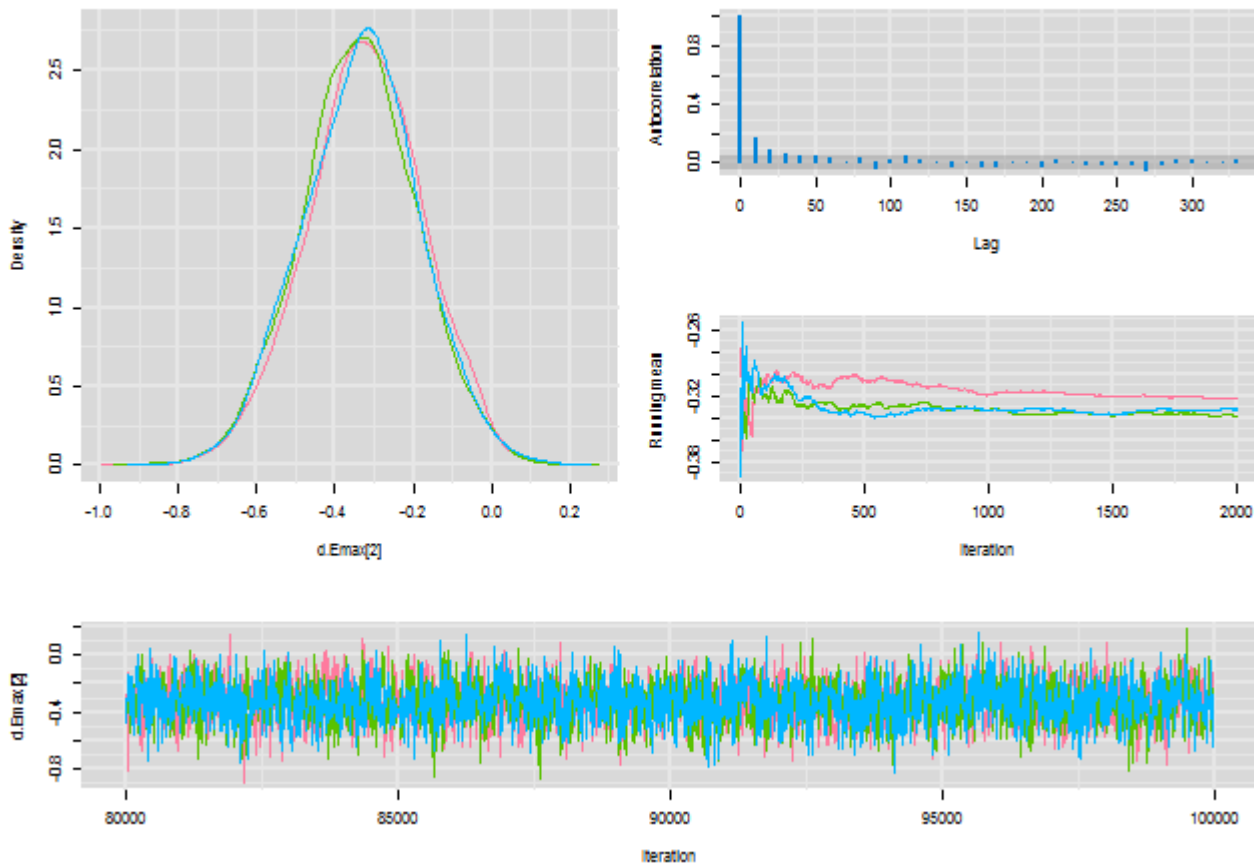 Density
0.0 0.5 1.0 1.5 2.0 2.5
-1.0 -0.8 -0.6 -0.4 -0.2 0.0 0.2
d.Emax[2]
Autocorrelation
0.0 0.4 0.8
0 50 100 150 200 250 300
Lag
Running mean
-0.38 -0.32 -0.26
0 500 1000 1500 2000
Iteration
d.Emax[2]
-0.8 -0.4 0.0
80000 85000 90000 95000 100000
Iteration